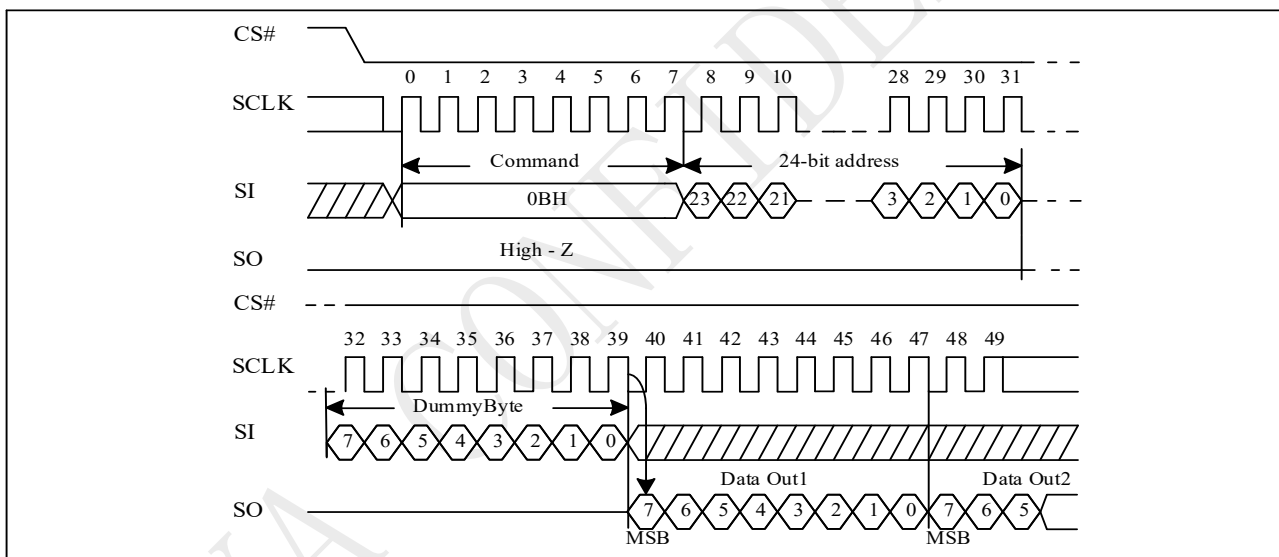 CS#
0 1 2 3 4 5 6 7 8 9 10 28 29 30 31
SCLK
Command 24-bit address
SI 0BH 23 22 21 3 2 1 0
High - Z
SO
CS#
32 33 34 35 36 37 38 39 40 41 42 43 44 45 46 47 48 49
SCLK
DummyByte
SI 7 6 5 4 3 2 1 0
Data Out1 Data Out2
SO 7 6 5 4 3 2 1 0 7 6 5
MSB MSB